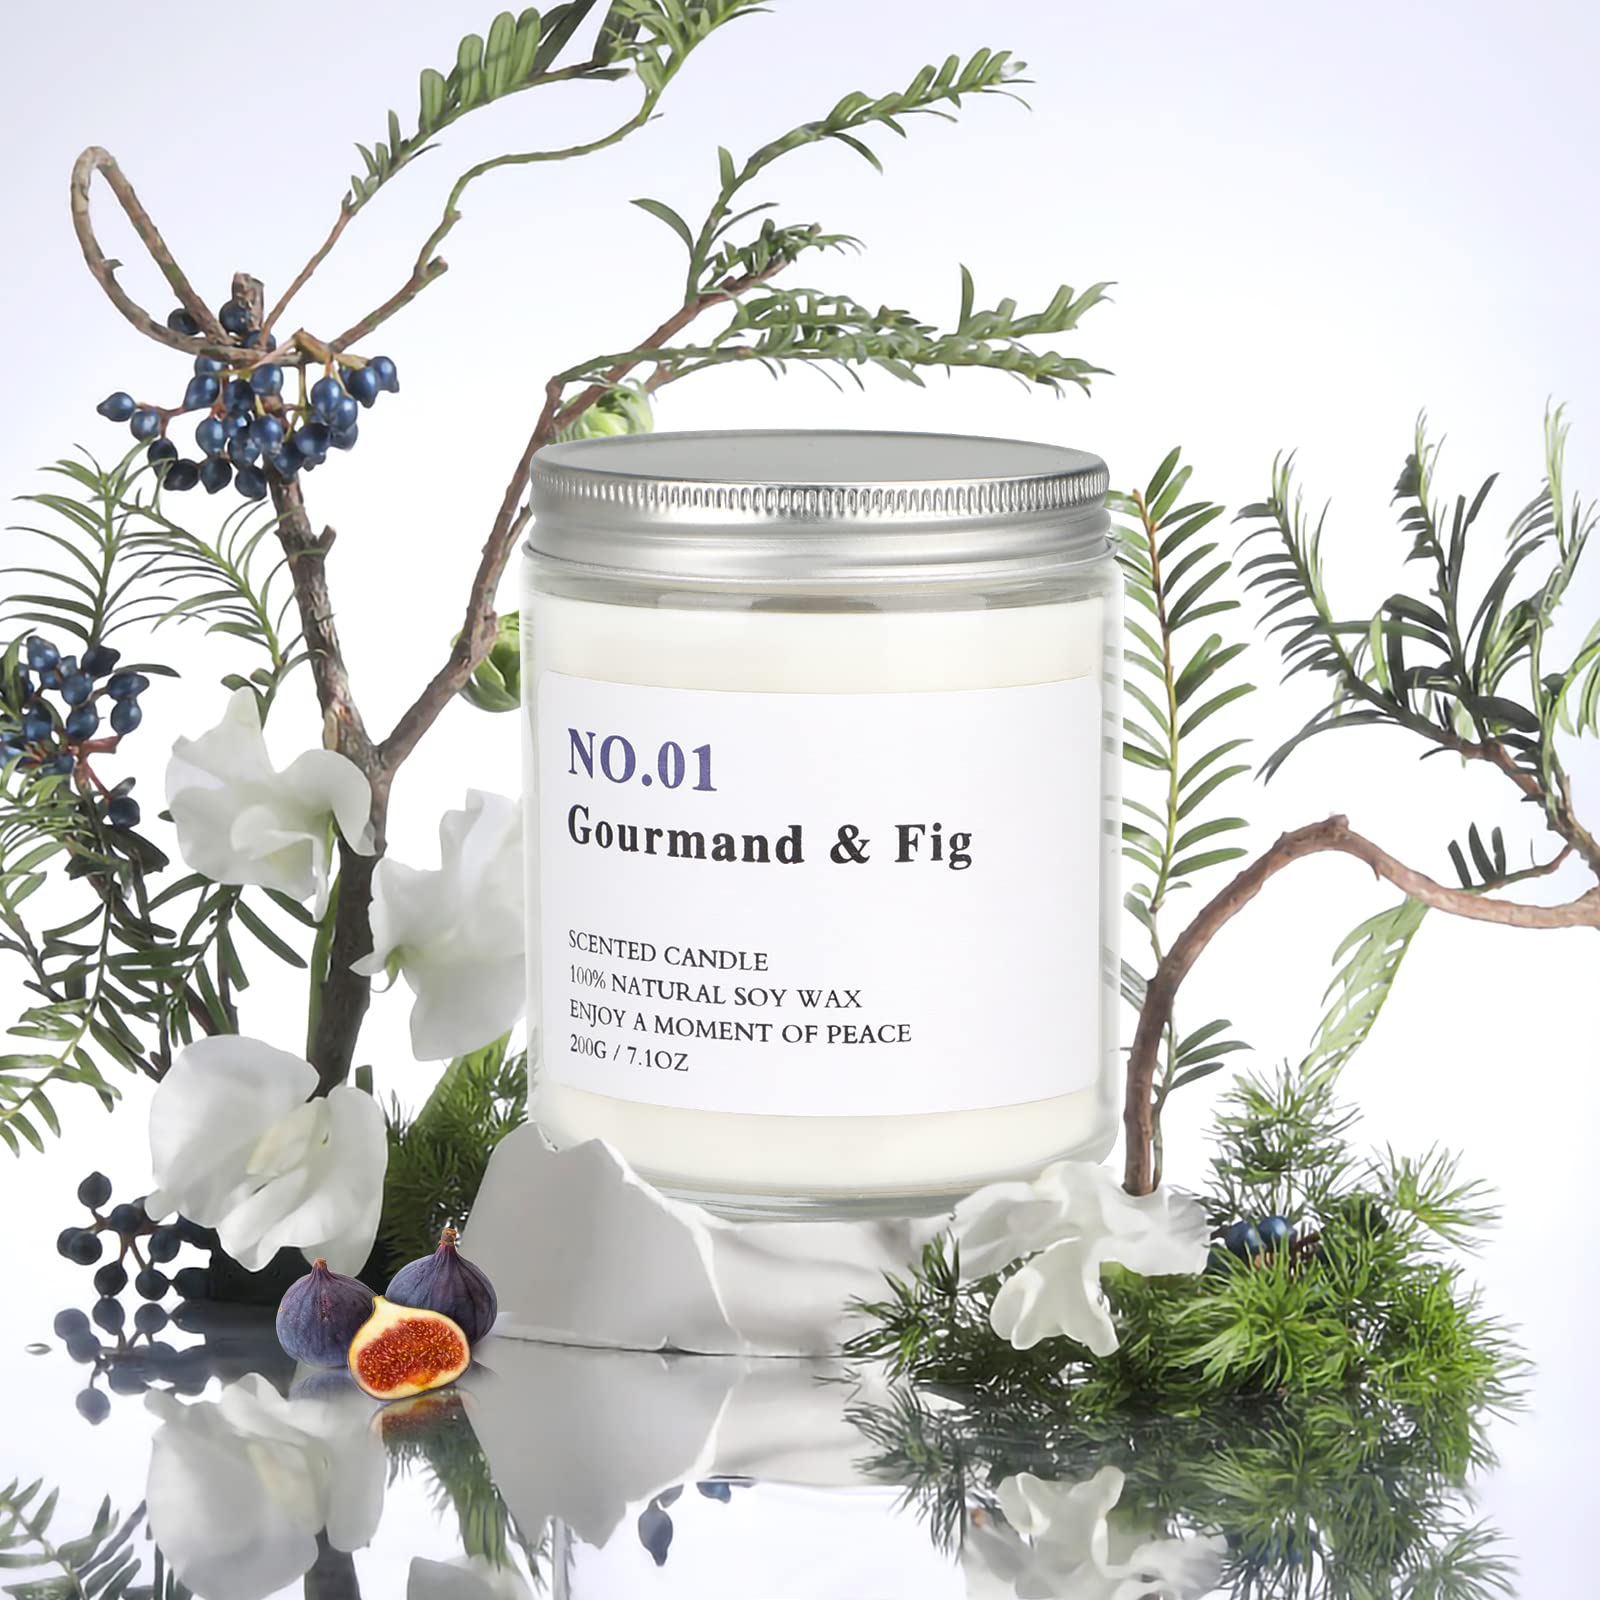 NO.01
Gourmand & Fig
SCENTED CANDLE
100% NATURAL SOY WAX
ENJOY A MOMENT OF PEACE
200G / 7.1OZ